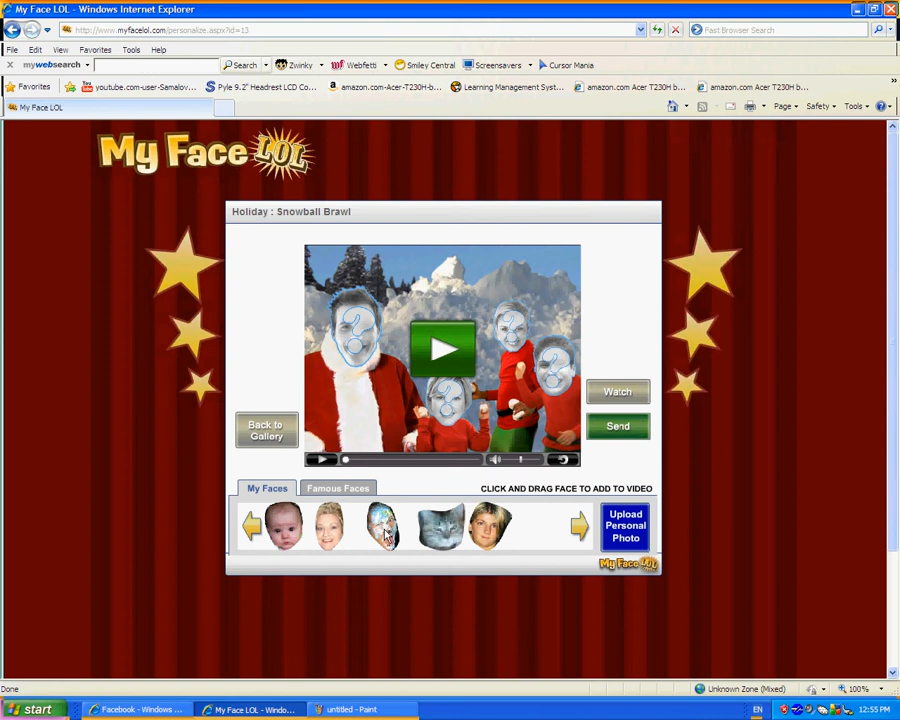 My Face LOL - Windows Internet Explorer
http://www.myfacelol.com/personalize.aspx?id=13
Fast Browser Search
File Edit View Favorites Tools Help
X mywebsearch Search Zwinky Webfetti Smiley Central Screensavers Cursor Mania
Favorites youtube.com-user-Samalov... Pyle 9.2" Headrest LCD Co... amazon.com-Acer-T230H-b... Learning Management Syst... amazon.com Acer T230H b... amazon.com Acer T230H b...
My Face LOL Page Safety Tools
My Face LOL
Holiday : Snowball Brawl
Watch
Back to
Gallery
Send
My Faces Famous Faces CLICK AND DRAG FACE TO ADD TO VIDEO
Upload
Personal
Photo
My Face LOL
Done Unknown Zone (Mixed) 100%
start Facebook - Windows ... My Face LOL - Windo... untitled - Paint EN 12:55 PM